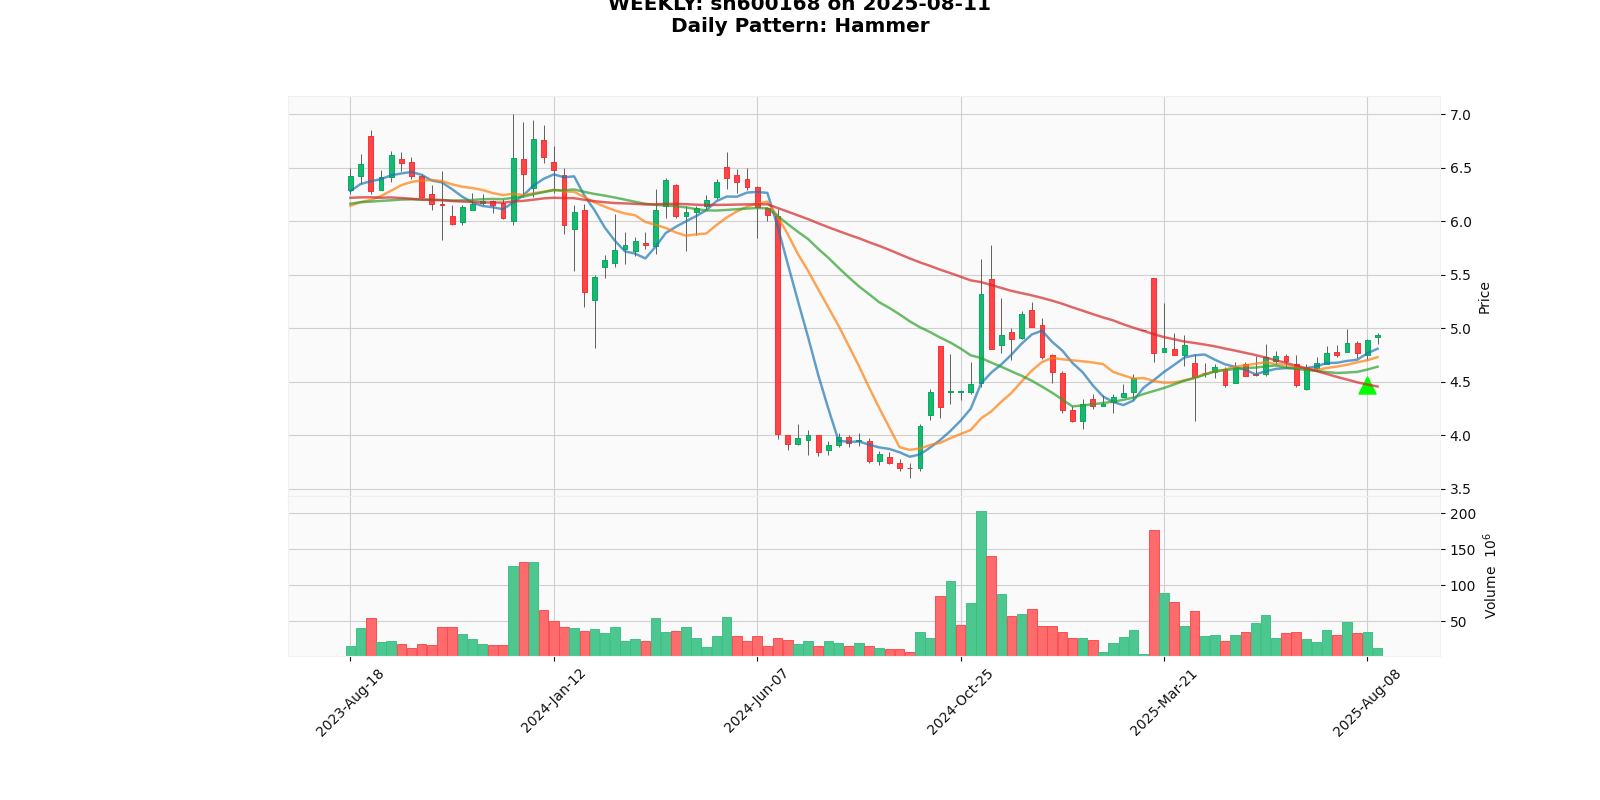 WEEKLY: sh600168 on 2025-08-11
Daily Pattern: Hammer
7.0
6.5
6.0
5.5
5.0
4.5
4.0
3.5
Price
200
150
100
50
Volume 10⁶
2023-Aug-18
2024-Jan-12
2024-Jun-07
2024-Oct-25
2025-Mar-21
2025-Aug-08